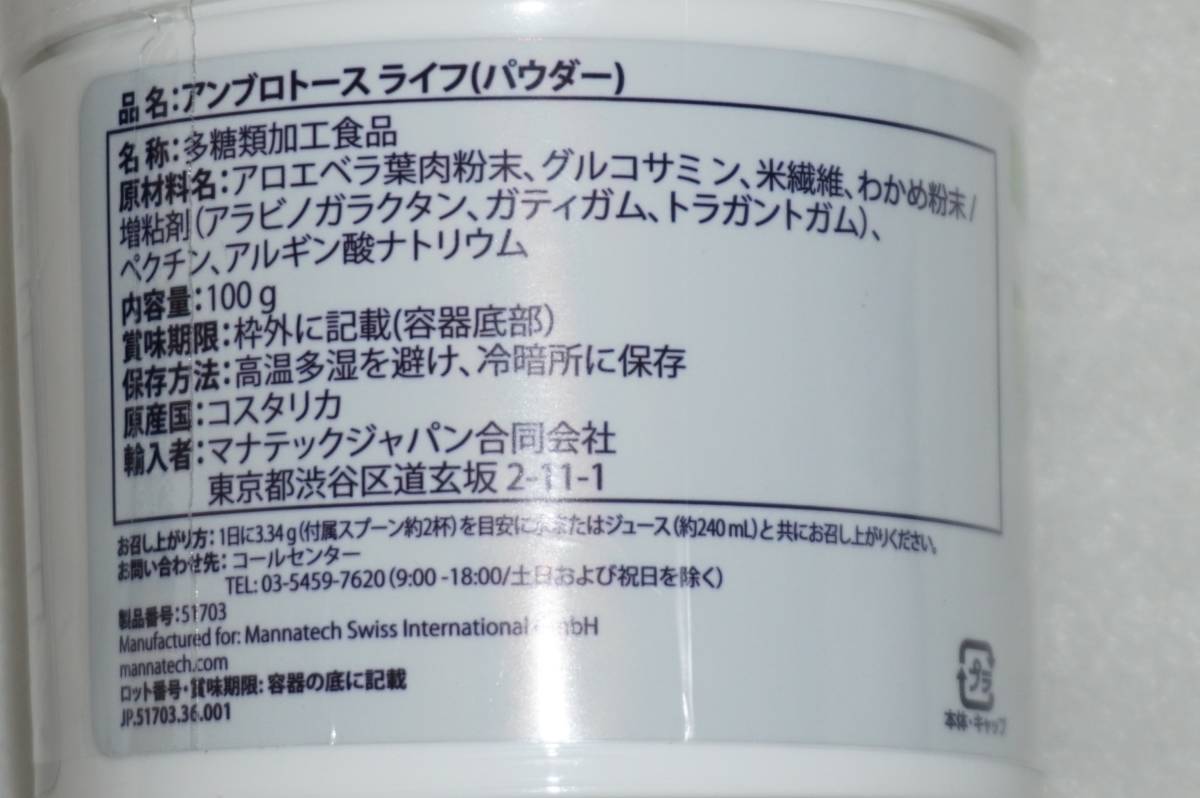 品 名：アンブロトース ライフ(パウダー)
名 称：多糖類加工食品
原材料名：アロエベラ葉肉粉末、グルコサミン、米繊維、わかめ粉末/
増粘剤（アラビノガラクタン、ガティガム、トラガントガム）、
ペクチン、アルギン酸ナトリウム
内容量：100 g
賞味期限：枠外に記載(容器底部）
保存方法：高温多湿を避け、冷暗所に保存
原産国：コスタリカ
輸入者：マナテックジャパン合同会社
東京都渋谷区道玄坂 2-11-1
お召し上がり方：1日に3.34 g (付属スプーン約2杯）を目安に水またはジュース（約240 mL)と共にお召し上がりください。
お問い合わせ先：コールセンター
TEL: 03-5459-7620 (9:00 -18:00/土日および祝日を除く)
製品番号：51703
Manufactured for: Mannatech Swiss International GmbH
mannatech.com
ロット番号・賞味期限: 容器の底に記載
JP.51703.36.001
プラ
本体・キャップ